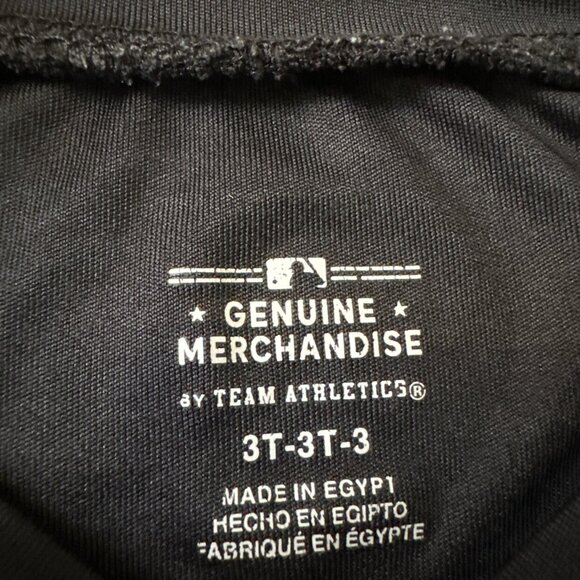 ★ GENUINE ★
MERCHANDISE
BY TEAM ATHLETICS®
3T-3T-3
MADE IN EGYPT
HECHO EN EGIPTO
FABRIQUÉ EN ÉGYPTE